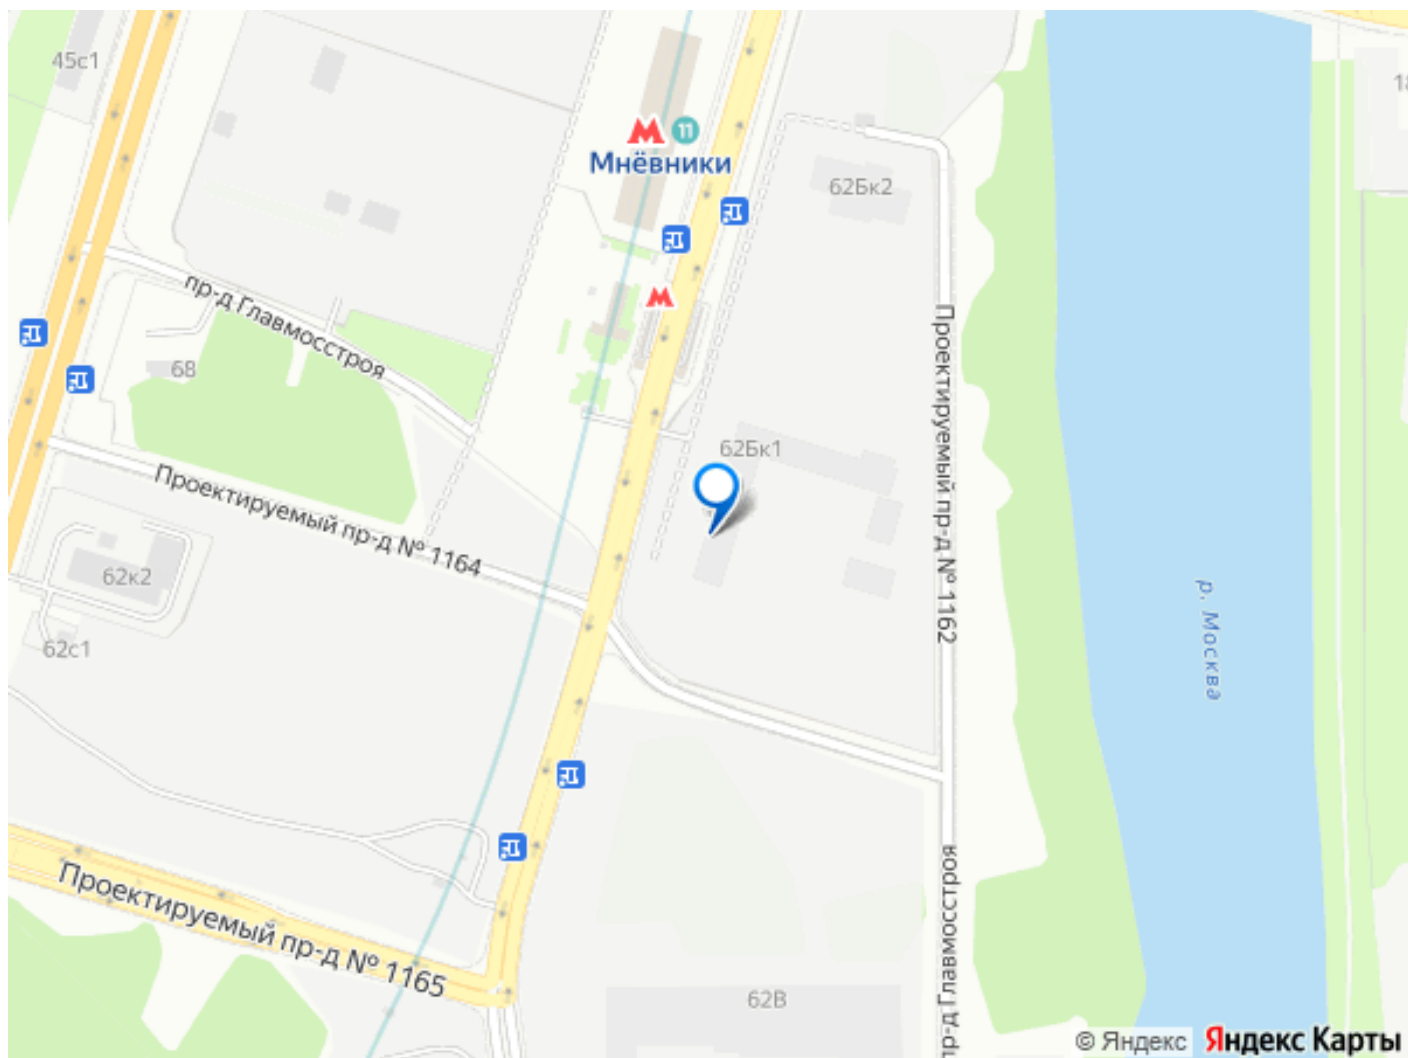 45с1
М 11
Мнёвники
62Бк2
М
пр-д Главмосстроя
68
Проектируемый пр-д № 1162
62Бк1
Проектируемый пр-д № 1164
62к2
62с1
р. Москва
Проектируемый пр-д № 1165
пр-д Главмосстроя
62В
© Яндекс Яндекс Карты